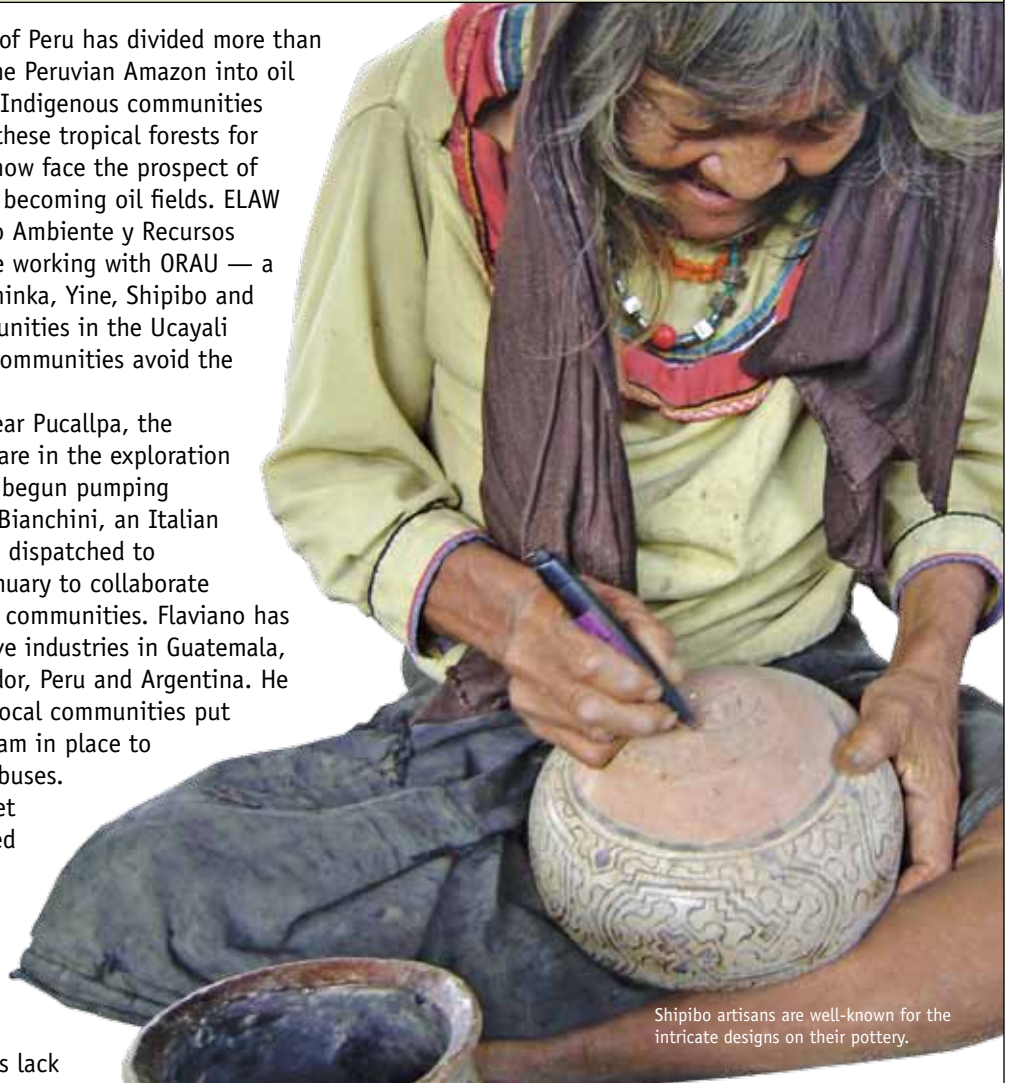 of Peru has divided more than
ne Peruvian Amazon into oil
Indigenous communities
these tropical forests for
now face the prospect of
becoming oil fields. ELAW
o Ambiente y Recursos
e working with ORAU — a
ninka, Yine, Shipibo and
unities in the Ucayali
communities avoid the
ear Pucallpa, the
are in the exploration
begun pumping
Bianchini, an Italian
dispatched to
nuary to collaborate
communities. Flaviano has
ve industries in Guatemala,
dor, Peru and Argentina. He
local communities put
am in place to
buses.
et
ed
Shipibo artisans are well-known for the
intricate designs on their pottery.
s lack